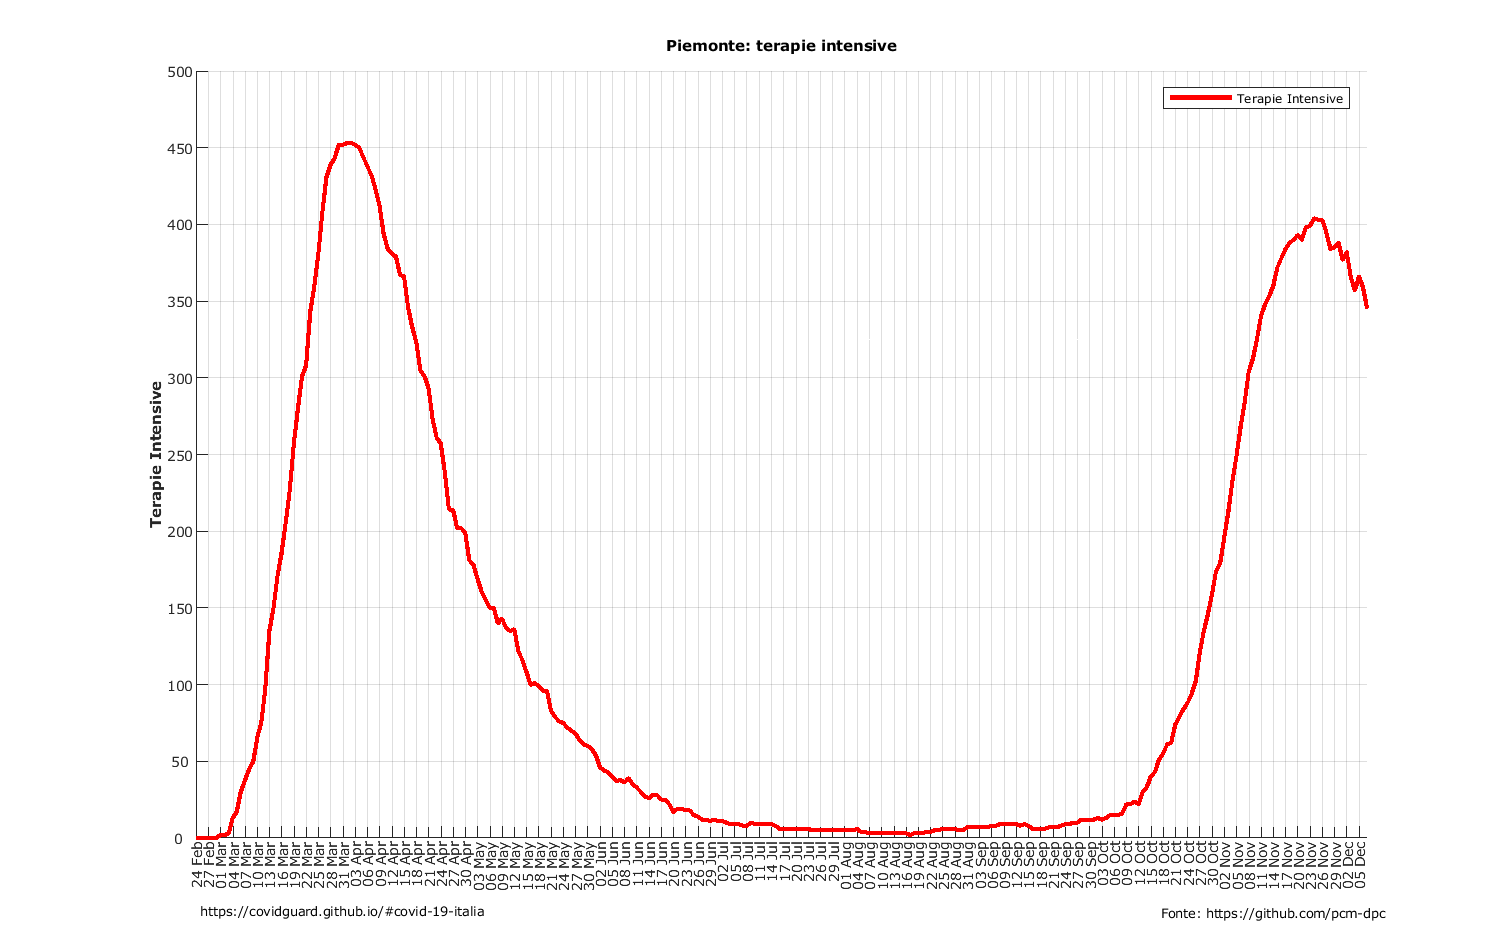 Piemonte: terapie intensive
Terapie Intensive
500
450
400
350
300
250
200
150
100
50
0
Terapie Intensive
24 Feb
27 Feb
01 Mar
04 Mar
07 Mar
10 Mar
13 Mar
16 Mar
19 Mar
22 Mar
25 Mar
28 Mar
31 Mar
03 Apr
06 Apr
09 Apr
12 Apr
15 Apr
18 Apr
21 Apr
24 Apr
27 Apr
30 Apr
03 May
06 May
09 May
12 May
15 May
18 May
21 May
24 May
27 May
30 May
02 Jun
05 Jun
08 Jun
11 Jun
14 Jun
17 Jun
20 Jun
23 Jun
26 Jun
29 Jun
02 Jul
05 Jul
08 Jul
11 Jul
14 Jul
17 Jul
20 Jul
23 Jul
26 Jul
29 Jul
01 Aug
04 Aug
07 Aug
10 Aug
13 Aug
16 Aug
19 Aug
22 Aug
25 Aug
28 Aug
31 Aug
03 Sep
06 Sep
09 Sep
12 Sep
15 Sep
18 Sep
21 Sep
24 Sep
27 Sep
30 Sep
03 Oct
06 Oct
09 Oct
12 Oct
15 Oct
18 Oct
21 Oct
24 Oct
27 Oct
30 Oct
02 Nov
05 Nov
08 Nov
11 Nov
14 Nov
17 Nov
20 Nov
23 Nov
26 Nov
29 Nov
02 Dec
05 Dec
https://covidguard.github.io/#covid-19-italia
Fonte: https://github.com/pcm-dpc